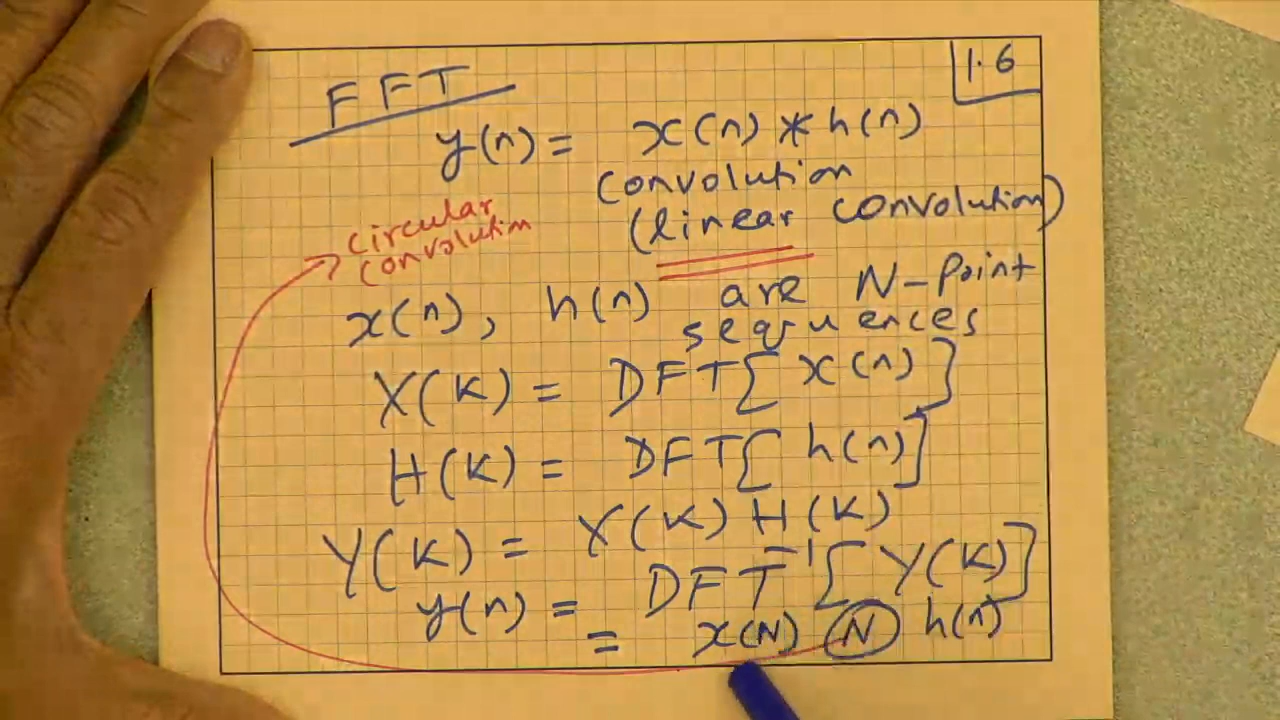 1.6
FFT
y(n) = x(n) * h(n)
convolution
(linear convolution)
circular
convolution
x(n), h(n) are N-Point
sequences
X(K) = DFT[x(n)]
H(K) = DFT[h(n)]
Y(K) = X(K) H(K)
y(n) = DFT⁻¹[Y(K)]
= x(N) Ⓝ h(n)